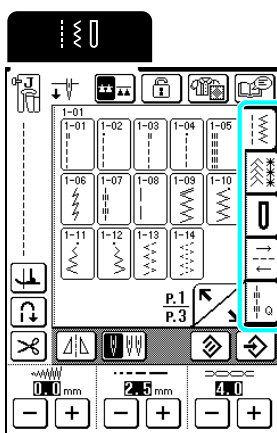 J
1-01
1-01 1-02 1-03 1-04 1-05
1-06 1-07 1-08 1-09 1-10
1-11 1-12 1-13 1-14
Q
P.1
P.3
0.0 mm 2.5 mm 4.0
− + − + − +